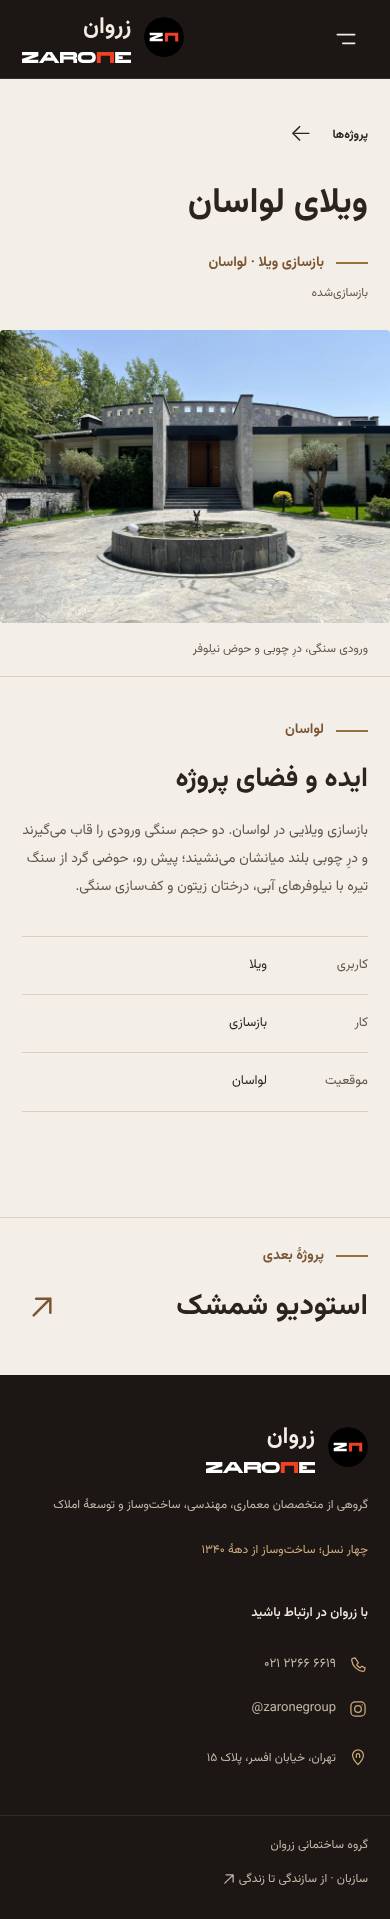 زروان
ZARONE
پروژه‌ها
ویلای لواسان
بازسازی ویلا · لواسان
بازسازی‌شده
ورودی سنگی، درِ چوبی و حوض نیلوفر
لواسان
ایده و فضای پروژه
بازسازی ویلایی در لواسان. دو حجم سنگی ورودی را قاب می‌گیرند
و درِ چوبی بلند میانشان می‌نشیند؛ پیش رو، حوضی گرد از سنگ
تیره با نیلوفرهای آبی، درختان زیتون و کف‌سازی سنگی.
کاربری ویلا
کار بازسازی
موقعیت لواسان
پروژهٔ بعدی
استودیو شمشک
زروان
ZARONE
گروهی از متخصصان معماری، مهندسی، ساخت‌وساز و توسعهٔ املاک
چهار نسل؛ ساخت‌وساز از دههٔ ۱۳۴۰
با زروان در ارتباط باشید
۰۲۱ ۲۲۶۶ ۶۶۱۹
@zaronegroup
تهران، خیابان افسر، پلاک ۱۵
گروه ساختمانی زروان
سازبان · از سازندگی تا زندگی